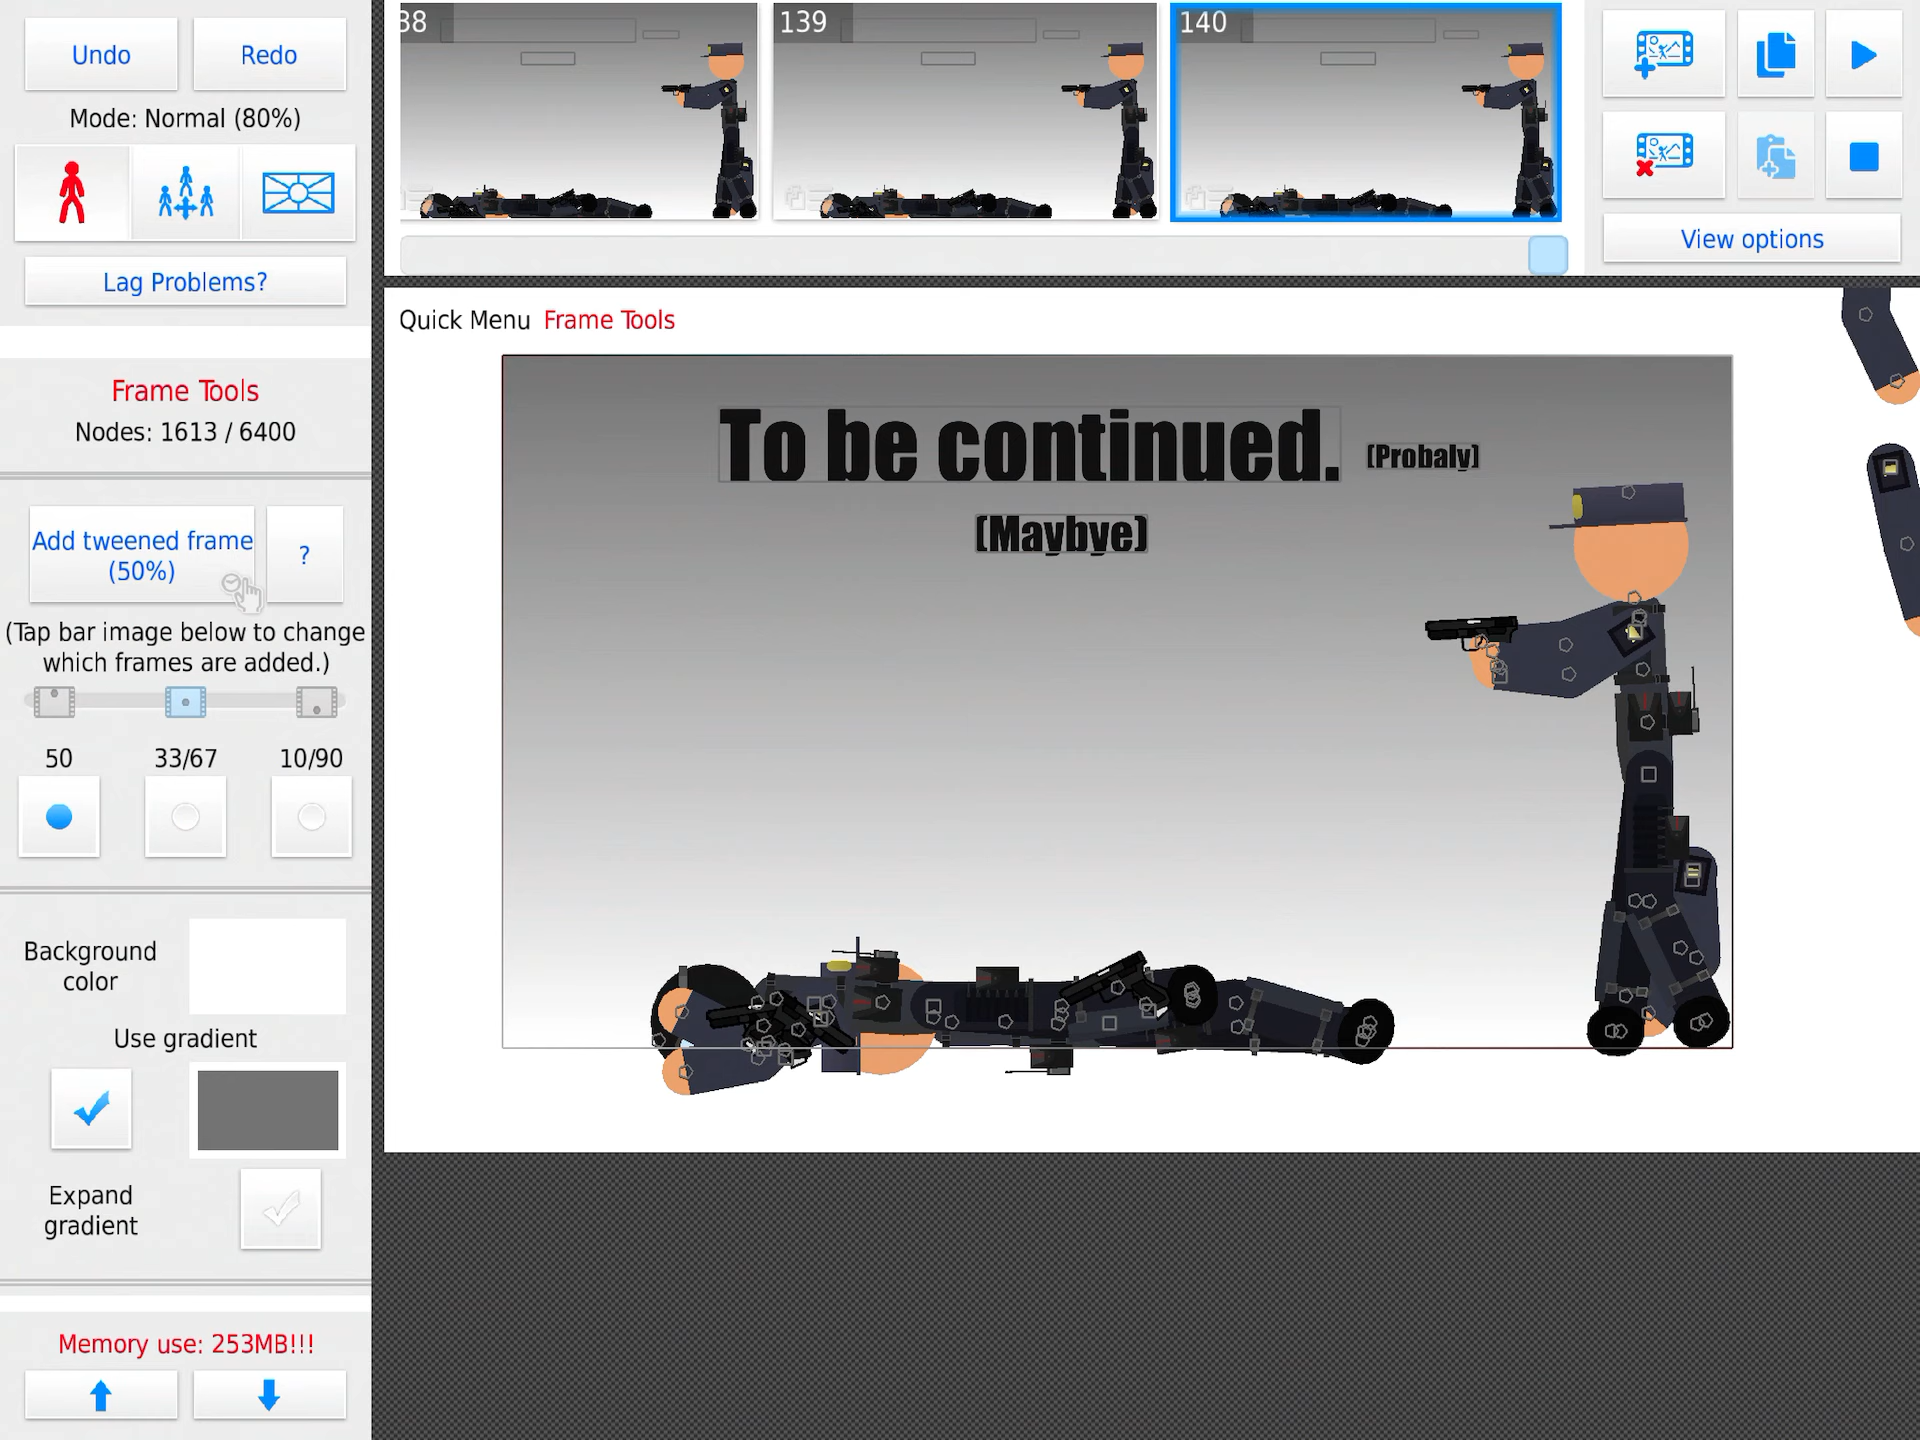 Undo
Redo
Mode: Normal (80%)
Lag Problems?
38
139
140
View options
Quick Menu Frame Tools
Frame Tools
Nodes: 1613 / 6400
Add tweened frame
(50%)
?
(Tap bar image below to change
which frames are added.)
50
33/67
10/90
Background
color
Use gradient
Expand
gradient
Memory use: 253MB!!!
To be continued.
(Probaly)
(Maybye)